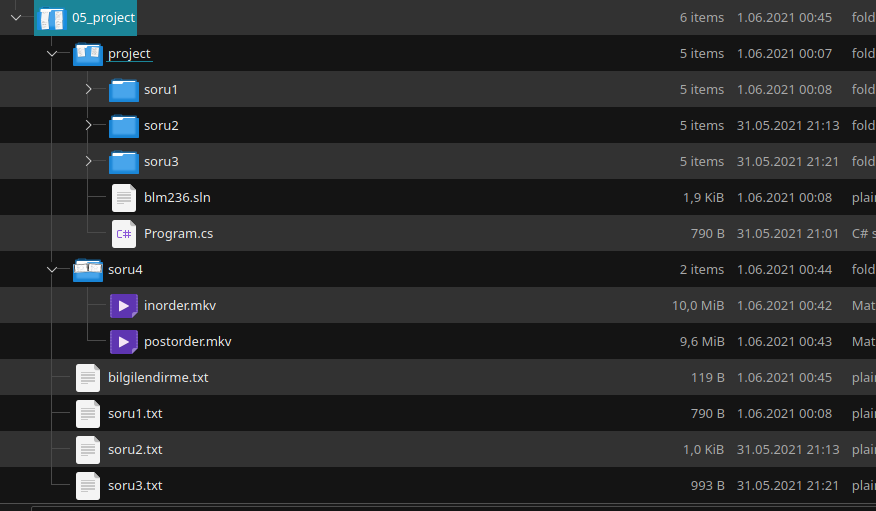 05_project 6 items 1.06.2021 00:45 fold
project 5 items 1.06.2021 00:07 fold
soru1 5 items 1.06.2021 00:08 fold
soru2 5 items 31.05.2021 21:13 fold
soru3 5 items 31.05.2021 21:21 fold
blm236.sln 1,9 KiB 1.06.2021 00:08 plai
C# Program.cs 790 B 31.05.2021 21:01 C# s
soru4 2 items 1.06.2021 00:44 fold
inorder.mkv 10,0 MiB 1.06.2021 00:42 Mat
postorder.mkv 9,6 MiB 1.06.2021 00:43 Mat
bilgilendirme.txt 119 B 1.06.2021 00:45 plai
soru1.txt 790 B 1.06.2021 00:08 plai
soru2.txt 1,0 KiB 31.05.2021 21:13 plai
soru3.txt 993 B 31.05.2021 21:21 plai